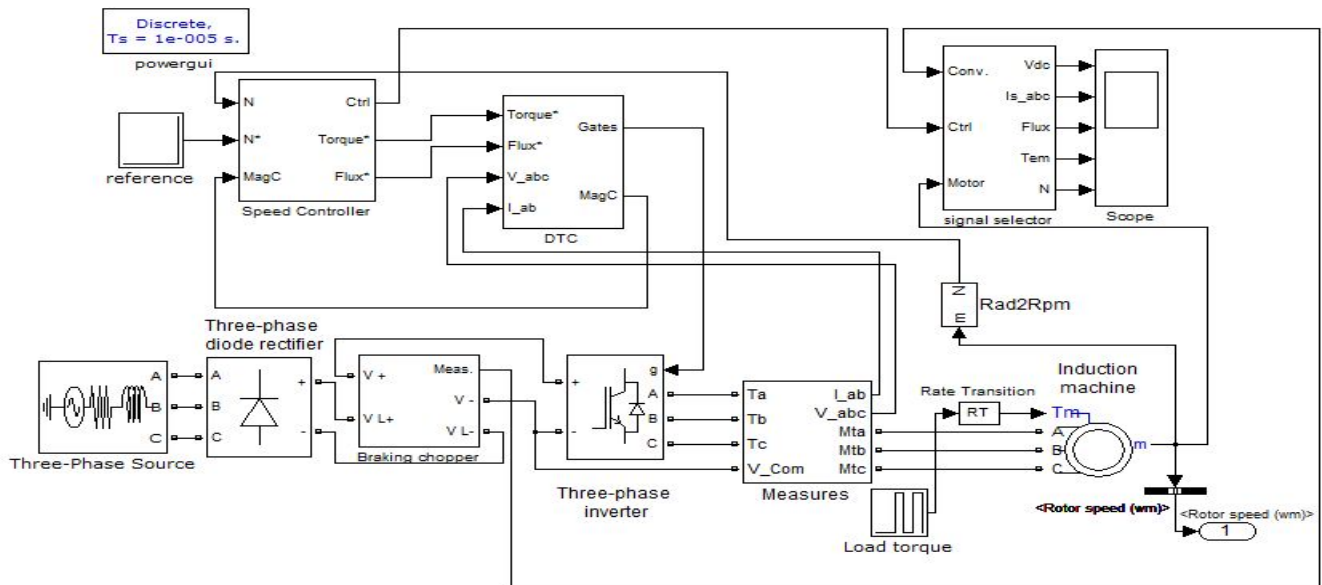 Discrete,
Ts = 1e-005 s.
powergui
N
N*
MagC
Ctrl
Torque*
Flux*
Speed Controller
reference
Torque*
Flux*
V_abc
I_ab
Gates
MagC
DTC
Conv.
Ctrl
Motor
Vdc
Is_abc
Flux
Tem
N
signal selector
Scope
N
m
Rad2Rpm
Three-phase
diode rectifier
A
B
C
Three-Phase Source
A
B
C
+
-
V +
V L+
Meas.
V -
V L-
Braking chopper
+
-
g
A
B
C
Three-phase
inverter
Ta
Tb
Tc
V_Com
I_ab
V_abc
Mta
Mtb
Mtc
Measures
Rate Transition
RT
Load torque
Induction
machine
Tm
A
B
C
m
<Rotor speed (wm)>
<Rotor speed (wm)>
1